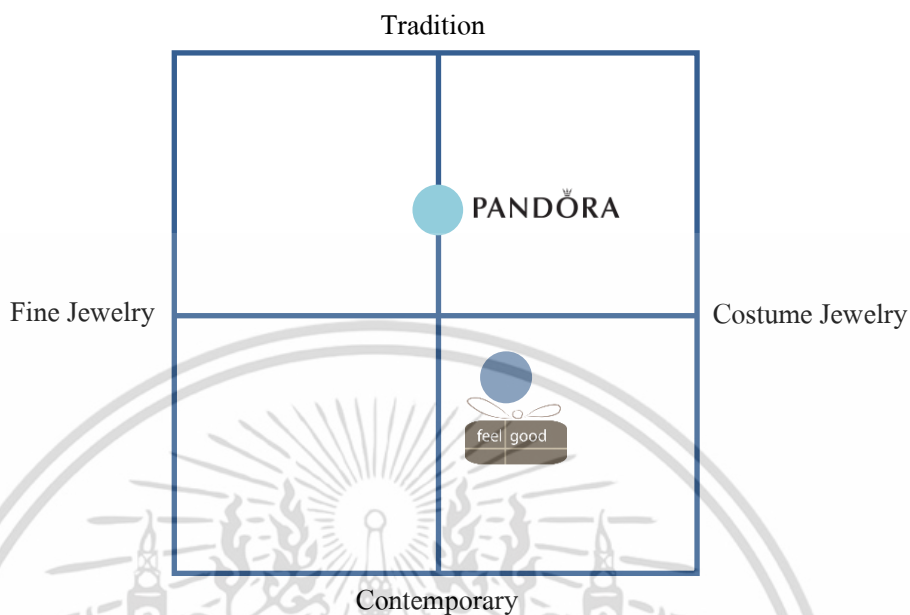 Tradition
PANDORA
Fine Jewelry
Costume Jewelry
feel good
Contemporary